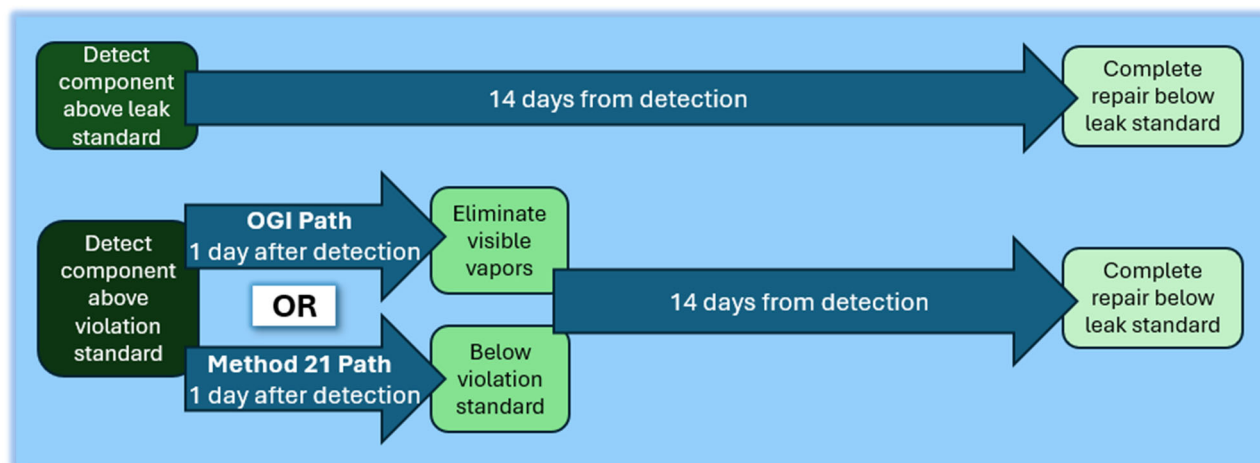 Detect
component
above leak
standard
14 days from detection
Complete
repair below
leak standard
Detect
component
above
violation
standard
OGI Path
1 day after detection
Eliminate
visible
vapors
OR
Method 21 Path
1 day after detection
Below
violation
standard
14 days from detection
Complete
repair below
leak standard